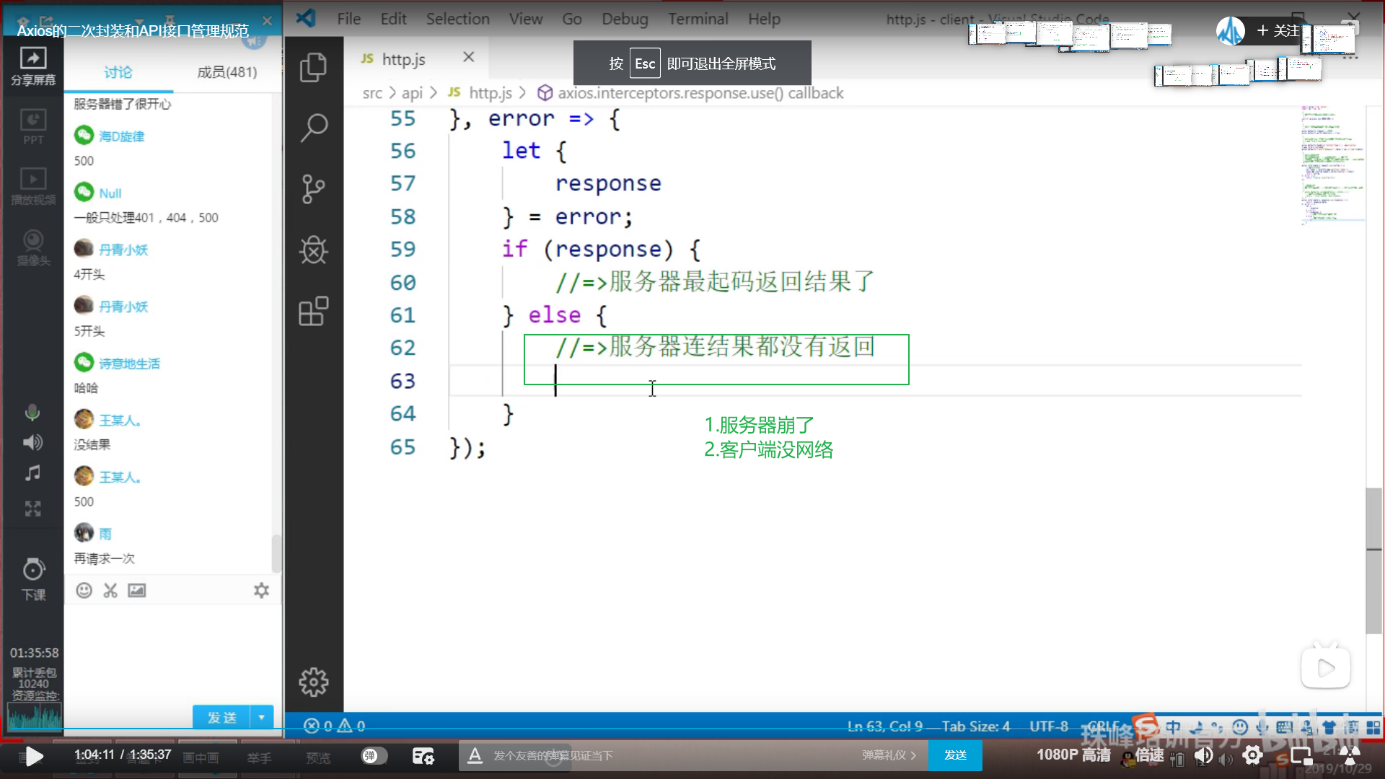 Axios的二次封装和API接口管理规范
分享屏幕
PPT
播放视频
摄像头
下课
01:35:58
累计丢包
10240
资源监控:
讨论
成员(481)
服务器错了很开心
海D旋律
500
Null
一般只处理401，404，500
丹青小妖
4开头
丹青小妖
5开头
诗意地生活
哈哈
王某人。
没结果
王某人。
500
雨
再请求一次
发送
File Edit Selection View Go Debug Terminal Help
http.js - client - Visual Studio Code
+ 关注
按 Esc 即可退出全屏模式
JS http.js
src > api > JS http.js > axios.interceptors.response.use() callback
55 }, error => {
56 let {
57 response
58 } = error;
59 if (response) {
60 //=>服务器最起码返回结果了
61 } else {
62 //=>服务器连结果都没有返回
63
64 }
65 });
1.服务器崩了
2.客户端没网络
0 0
Ln 63, Col 9 Tab Size: 4 UTF-8 CRLF
中
1:04:11 / 1:35:37
画中画
举手
预览
弹
A 发个友善的弹幕见证当下
弹幕礼仪 >
发送
1080P 高清
倍速
2019/10/29